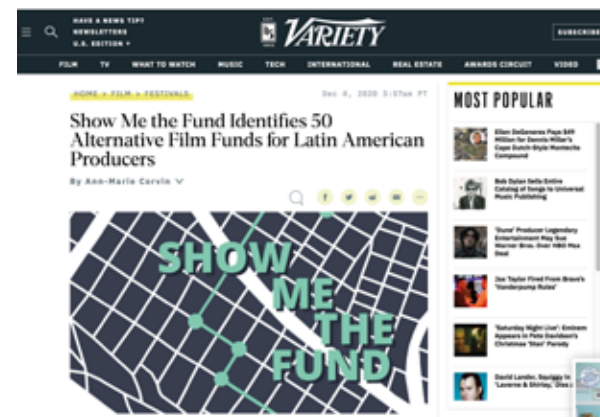 HAVE A NEWS TIP?
NEWSLETTERS
U.S. EDITION
VARIETY
SUBSCRIBE
FILM TV WHAT TO WATCH MUSIC TECH INTERNATIONAL REAL ESTATE AWARDS CIRCUIT VIDEO
HOME > FILM > FESTIVALS
Dec 4, 2020 3:57am PT
Show Me the Fund Identifies 50
Alternative Film Funds for Latin American
Producers
By Ann-Marie Corvin
SHOW
ME
THE
FUND
MOST POPULAR
Ellen DeGeneres Pays $49
Million for Dennis Miller's
Cape Dutch-Style Montecito
Compound
Bob Dylan Sells Entire
Catalog of Songs to Universal
Music Publishing
'Dune' Producer Legendary
Entertainment May Sue
Warner Bros. Over HBO Max
Deal
Jax Taylor Fired From Bravo's
'Vanderpump Rules'
'Saturday Night Live': Eminem
Appears in Pete Davidson's
Christmas 'Stan' Parody
David Lander, Squiggy in
'Laverne & Shirley,'